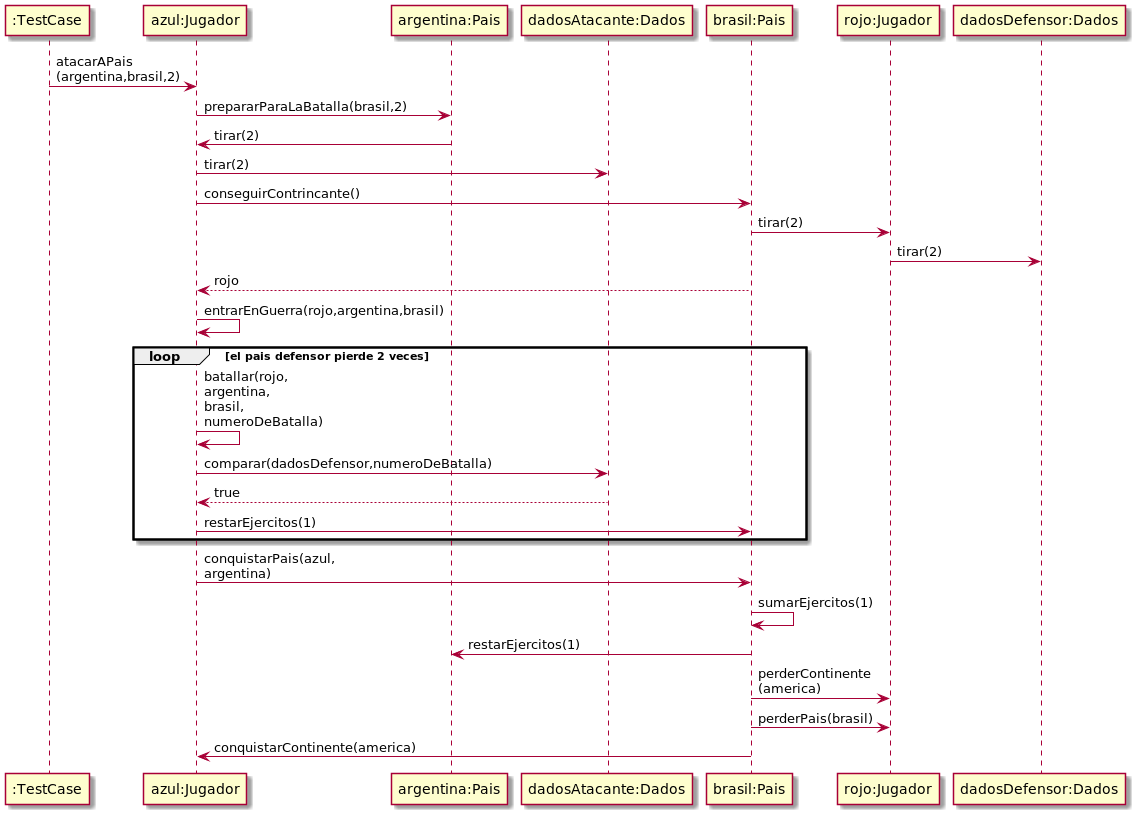 :TestCase
azul:Jugador
argentina:Pais
dadosAtacante:Dados
brasil:Pais
rojo:Jugador
dadosDefensor:Dados
atacarAPais
(argentina,brasil,2)
prepararParaLaBatalla(brasil,2)
tirar(2)
tirar(2)
conseguirContrincante()
tirar(2)
tirar(2)
rojo
entrarEnGuerra(rojo,argentina,brasil)
loop
[el pais defensor pierde 2 veces]
batallar(rojo,
argentina,
brasil,
numeroDeBatalla)
comparar(dadosDefensor,numeroDeBatalla)
true
restarEjercitos(1)
conquistarPais(azul,
argentina)
sumarEjercitos(1)
restarEjercitos(1)
perderContinente
(america)
perderPais(brasil)
conquistarContinente(america)
:TestCase
azul:Jugador
argentina:Pais
dadosAtacante:Dados
brasil:Pais
rojo:Jugador
dadosDefensor:Dados